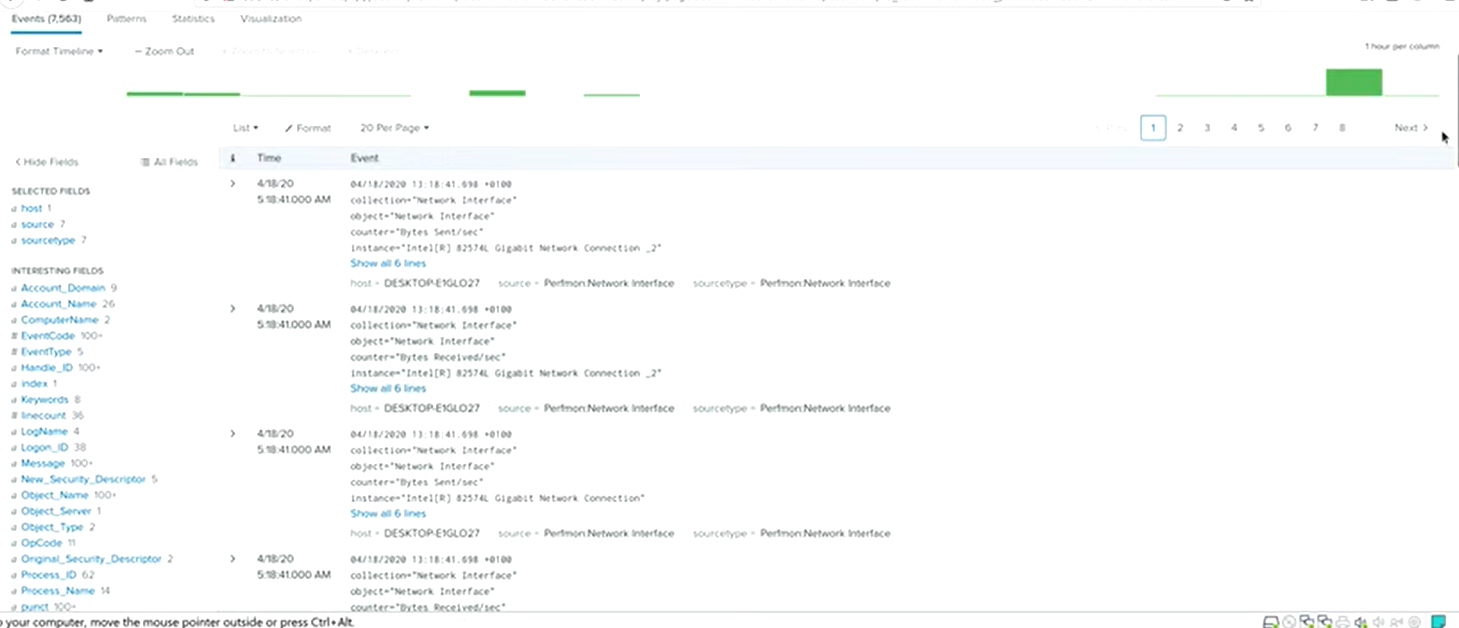 Events (7,563) Patterns Statistics Visualization
Format Timeline − Zoom Out
1 hour per column
List Format 20 Per Page 1 2 3 4 5 6 7 8 Next >
< Hide Fields All Fields i Time Event
SELECTED FIELDS
a host 1
a source 7
a sourcetype 7
INTERESTING FIELDS
a Account_Domain 9
a Account_Name 26
a ComputerName 2
# EventCode 100+
# EventType 5
a Handle_ID 100+
a index 1
a Keywords 8
# linecount 36
a LogName 4
a Logon_ID 38
a Message 100+
a New_Security_Descriptor 5
a Object_Name 100+
a Object_Server 1
a Object_Type 2
a OpCode 11
a Original_Security_Descriptor 2
a Process_ID 62
a Process_Name 14
a punct 100+
> 4/18/20 04/18/2020 13:18:41.698 +0100
5:18:41.000 AM collection="Network Interface"
object="Network Interface"
counter="Bytes Sent/sec"
instance="Intel[R] 82574L Gigabit Network Connection _2"
Show all 6 lines
host = DESKTOP-E1GLO27 source = Perfmon:Network Interface sourcetype = Perfmon:Network Interface
> 4/18/20 04/18/2020 13:18:41.698 +0100
5:18:41.000 AM collection="Network Interface"
object="Network Interface"
counter="Bytes Received/sec"
instance="Intel[R] 82574L Gigabit Network Connection _2"
Show all 6 lines
host = DESKTOP-E1GLO27 source = Perfmon:Network Interface sourcetype = Perfmon:Network Interface
> 4/18/20 04/18/2020 13:18:41.698 +0100
5:18:41.000 AM collection="Network Interface"
object="Network Interface"
counter="Bytes Sent/sec"
instance="Intel[R] 82574L Gigabit Network Connection"
Show all 6 lines
host = DESKTOP-E1GLO27 source = Perfmon:Network Interface sourcetype = Perfmon:Network Interface
> 4/18/20 04/18/2020 13:18:41.698 +0100
5:18:41.000 AM collection="Network Interface"
object="Network Interface"
counter="Bytes Received/sec"
your computer, move the mouse pointer outside or press Ctrl+Alt.